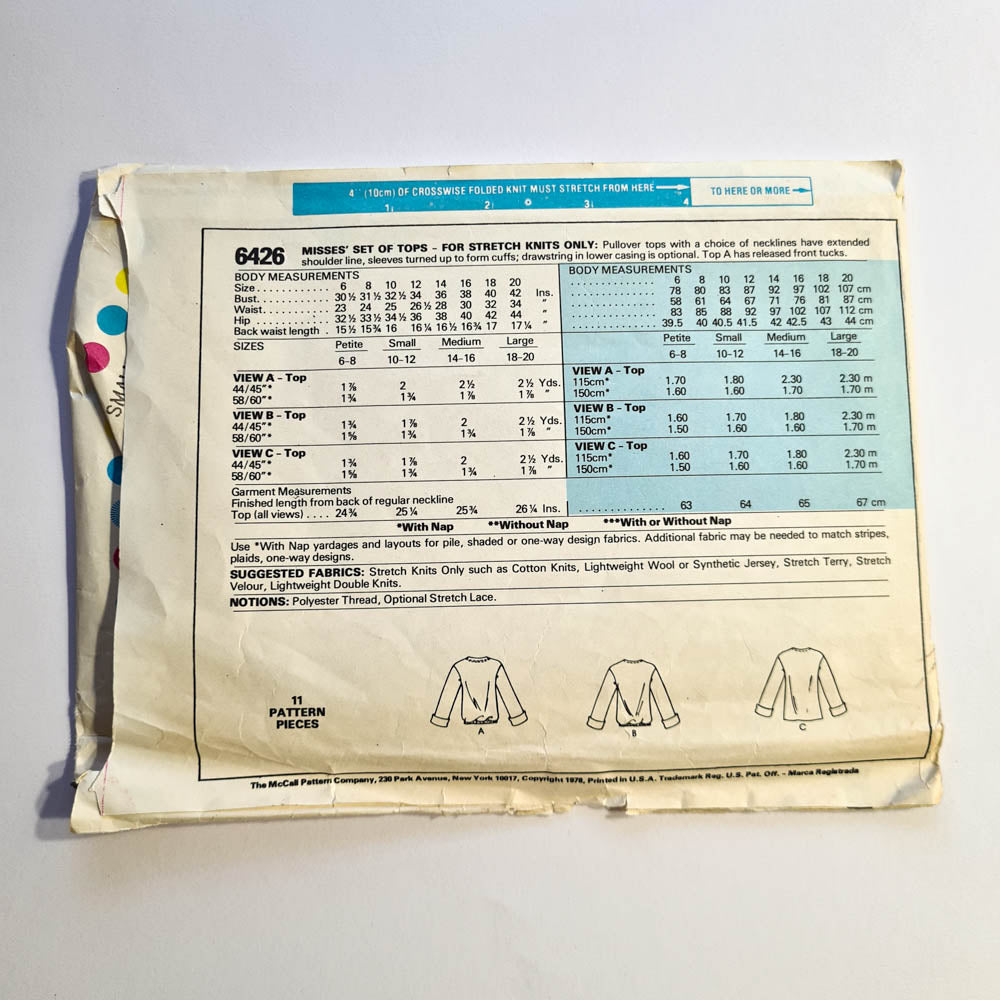 4'' (10cm) OF CROSSWISE FOLDED KNIT MUST STRETCH FROM HERE TO HERE OR MORE
1 2 3 4
6426 MISSES' SET OF TOPS – FOR STRETCH KNITS ONLY: Pullover tops with a choice of necklines have extended
shoulder line, sleeves turned up to form cuffs; drawstring in lower casing is optional. Top A has released front tucks.
BODY MEASUREMENTS
Size . . . . . . . . . . . . 6 8 10 12 14 16 18 20
Bust. . . . . . . . . . . . 30½ 31½ 32½ 34 36 38 40 42 Ins.
Waist. . . . . . . . . . . 23 24 25 26½ 28 30 32 34 "
Hip . . . . . . . . . . . . 32½ 33½ 34½ 36 38 40 42 44 "
Back waist length . 15½ 15¾ 16 16¼ 16½ 16¾ 17 17¼ "
SIZES Petite Small Medium Large
6–8 10–12 14–16 18–20
VIEW A – Top
44/45"* 1⅞ 2 2½ 2½ Yds.
58/60"* 1¾ 1¾ 1⅞ 1⅞ "
VIEW B – Top
44/45"* 1¾ 1⅞ 2 2½ Yds.
58/60"* 1⅝ 1¾ 1¾ 1⅞ "
VIEW C – Top
44/45"* 1¾ 1⅞ 2 2½ Yds.
58/60"* 1⅝ 1¾ 1¾ 1⅞ "
Garment Measurements
Finished length from back of regular neckline
Top (all views) . . . . 24¾ 25¼ 25¾ 26¼ Ins.
BODY MEASUREMENTS
6 8 10 12 14 16 18 20
78 80 83 87 92 97 102 107 cm
58 61 64 67 71 76 81 87 cm
83 85 88 92 97 102 107 112 cm
39.5 40 40.5 41.5 42 42.5 43 44 cm
Petite Small Medium Large
6–8 10–12 14–16 18–20
VIEW A – Top
115cm* 1.70 1.80 2.30 2.30 m
150cm* 1.60 1.60 1.70 1.70 m
VIEW B – Top
115cm* 1.60 1.70 1.80 2.30 m
150cm* 1.50 1.60 1.60 1.70 m
VIEW C – Top
115cm* 1.60 1.70 1.80 2.30 m
150cm* 1.50 1.60 1.60 1.70 m
63 64 65 67 cm
*With Nap **Without Nap ***With or Without Nap
Use *With Nap yardages and layouts for pile, shaded or one-way design fabrics. Additional fabric may be needed to match stripes,
plaids, one-way designs.
SUGGESTED FABRICS: Stretch Knits Only such as Cotton Knits, Lightweight Wool or Synthetic Jersey, Stretch Terry, Stretch
Velour, Lightweight Double Knits.
NOTIONS: Polyester Thread, Optional Stretch Lace.
11
PATTERN
PIECES
A
B
C
The McCall Pattern Company, 230 Park Avenue, New York 10017, Copyright 1978, Printed in U.S.A. Trademark Reg. U.S. Pat. Off. – Marca Registrada